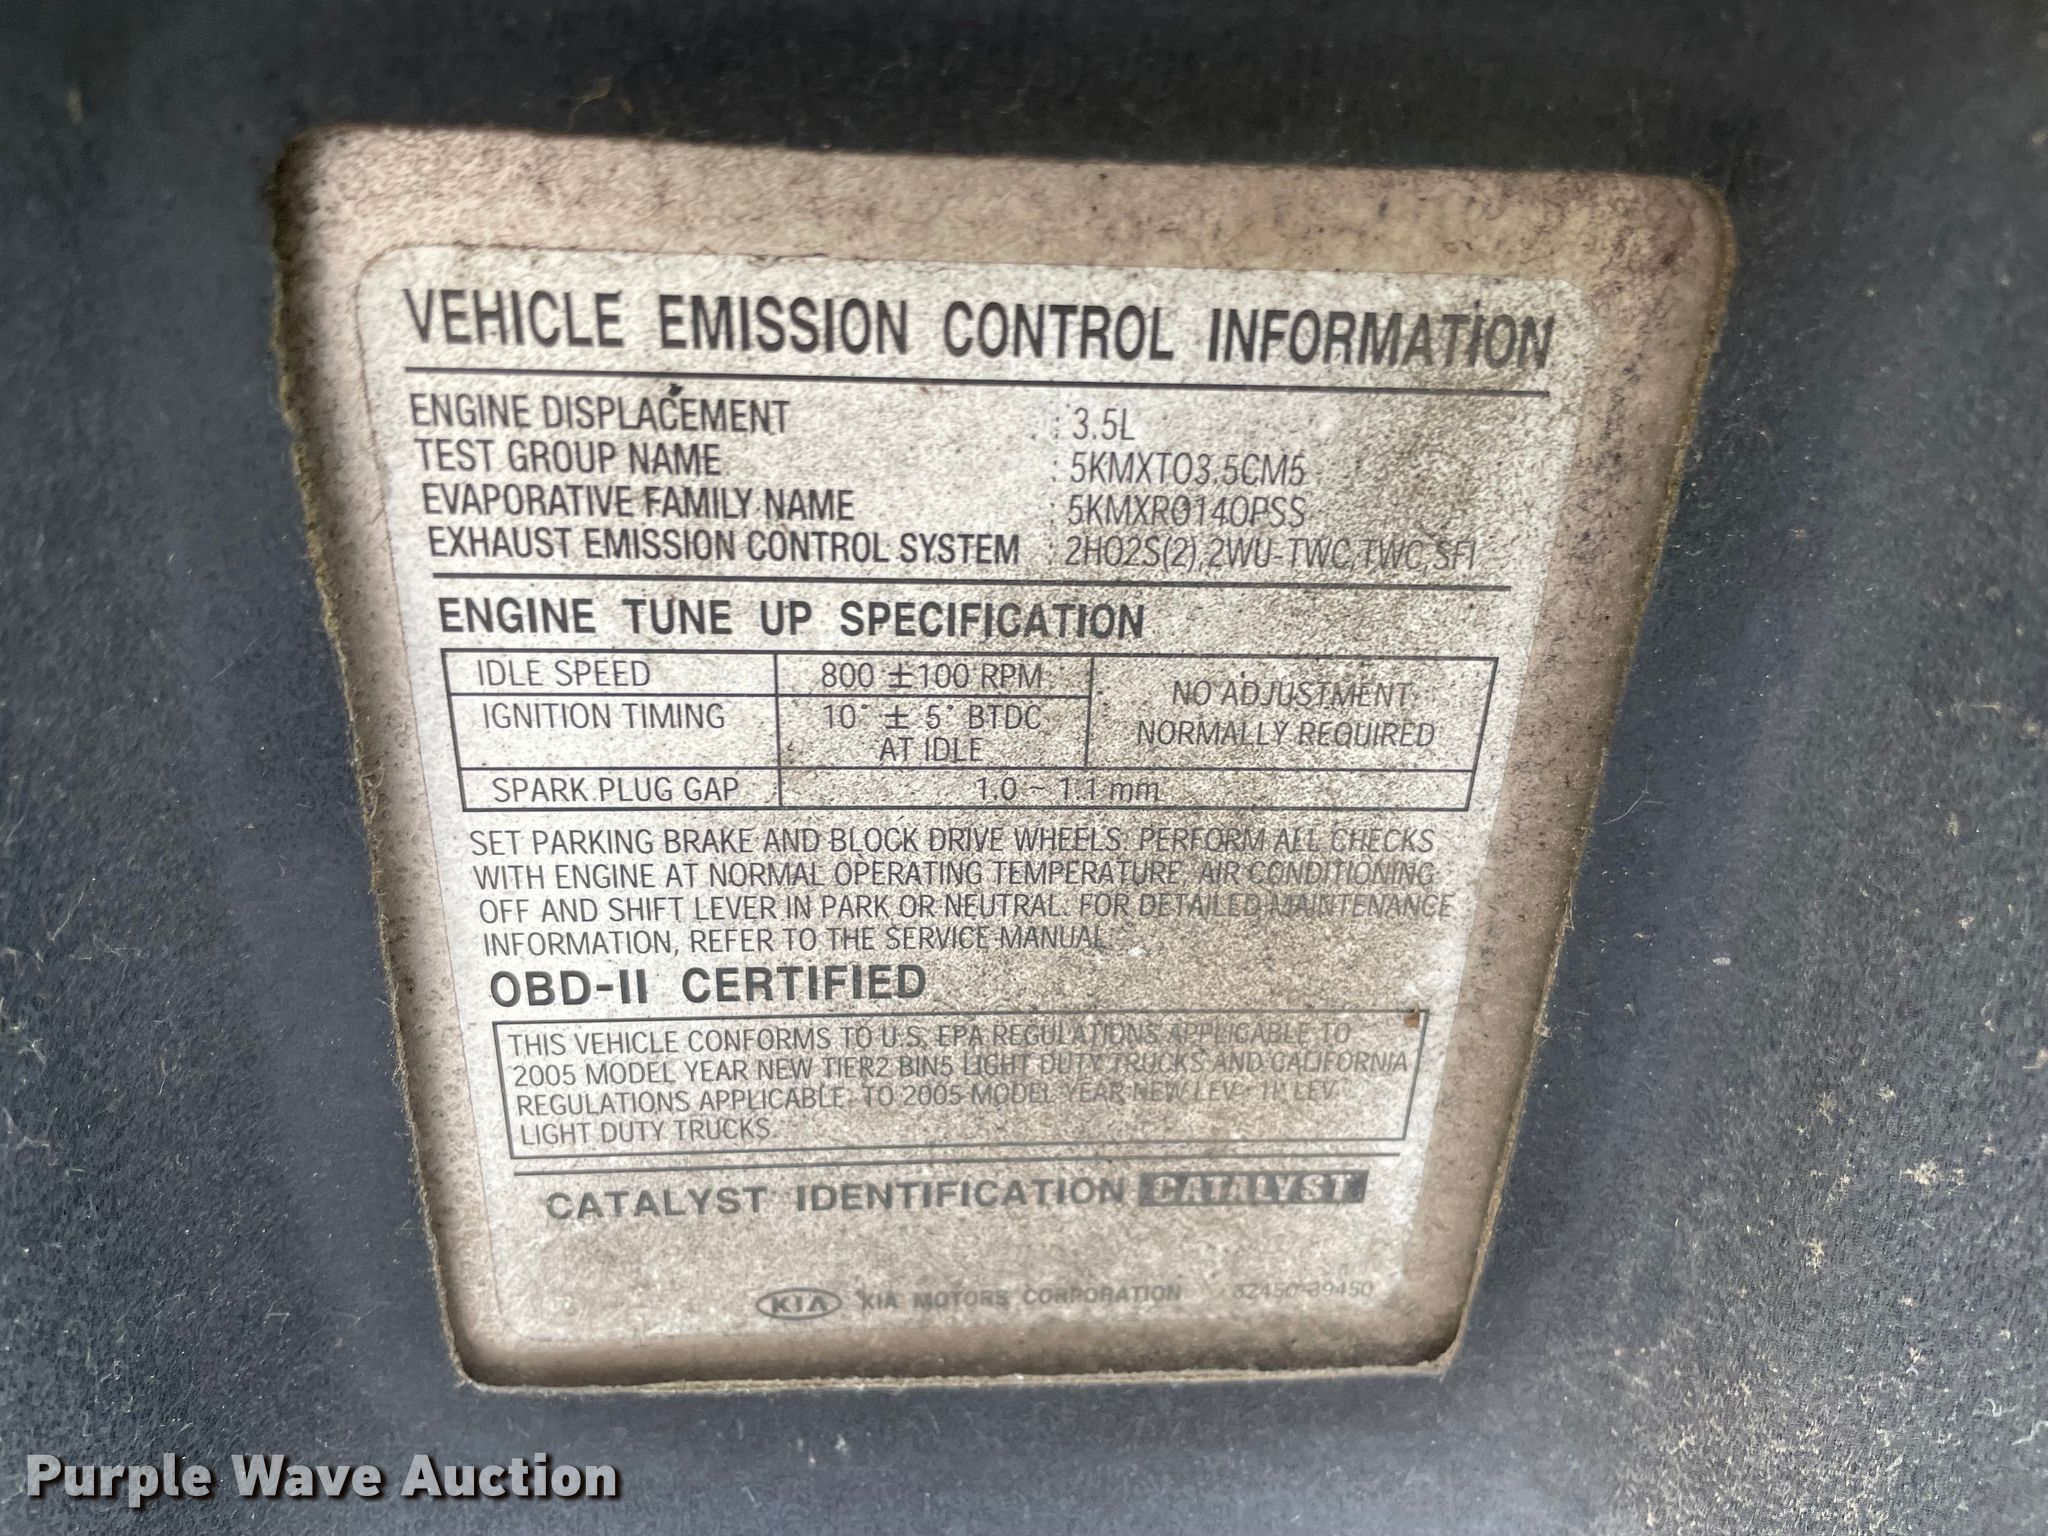 VEHICLE EMISSION CONTROL INFORMATION
ENGINE DISPLACEMENT : 3.5L
TEST GROUP NAME : 5KMXT03.5CM5
EVAPORATIVE FAMILY NAME : 5KMXR0140PSS
EXHAUST EMISSION CONTROL SYSTEM : 2HO2S(2),2WU-TWC,TWC,SFI
ENGINE TUNE UP SPECIFICATION
IDLE SPEED 800 ±100 RPM
NO ADJUSTMENT
NORMALLY REQUIRED
IGNITION TIMING 10° ± 5° BTDC
AT IDLE
SPARK PLUG GAP 1.0 ~ 1.1 mm
SET PARKING BRAKE AND BLOCK DRIVE WHEELS. PERFORM ALL CHECKS
WITH ENGINE AT NORMAL OPERATING TEMPERATURE, AIR CONDITIONING
OFF AND SHIFT LEVER IN PARK OR NEUTRAL. FOR DETAILED MAINTENANCE
INFORMATION, REFER TO THE SERVICE MANUAL.
OBD-II CERTIFIED
THIS VEHICLE CONFORMS TO U.S. EPA REGULATIONS APPLICABLE TO
2005 MODEL YEAR NEW TIER2 BIN5 LIGHT DUTY TRUCKS AND CALIFORNIA
REGULATIONS APPLICABLE TO 2005 MODEL YEAR NEW LEV- II LEV
LIGHT DUTY TRUCKS.
CATALYST IDENTIFICATION CATALYST
KIA KIA MOTORS CORPORATION 32450-39450
Purple Wave Auction